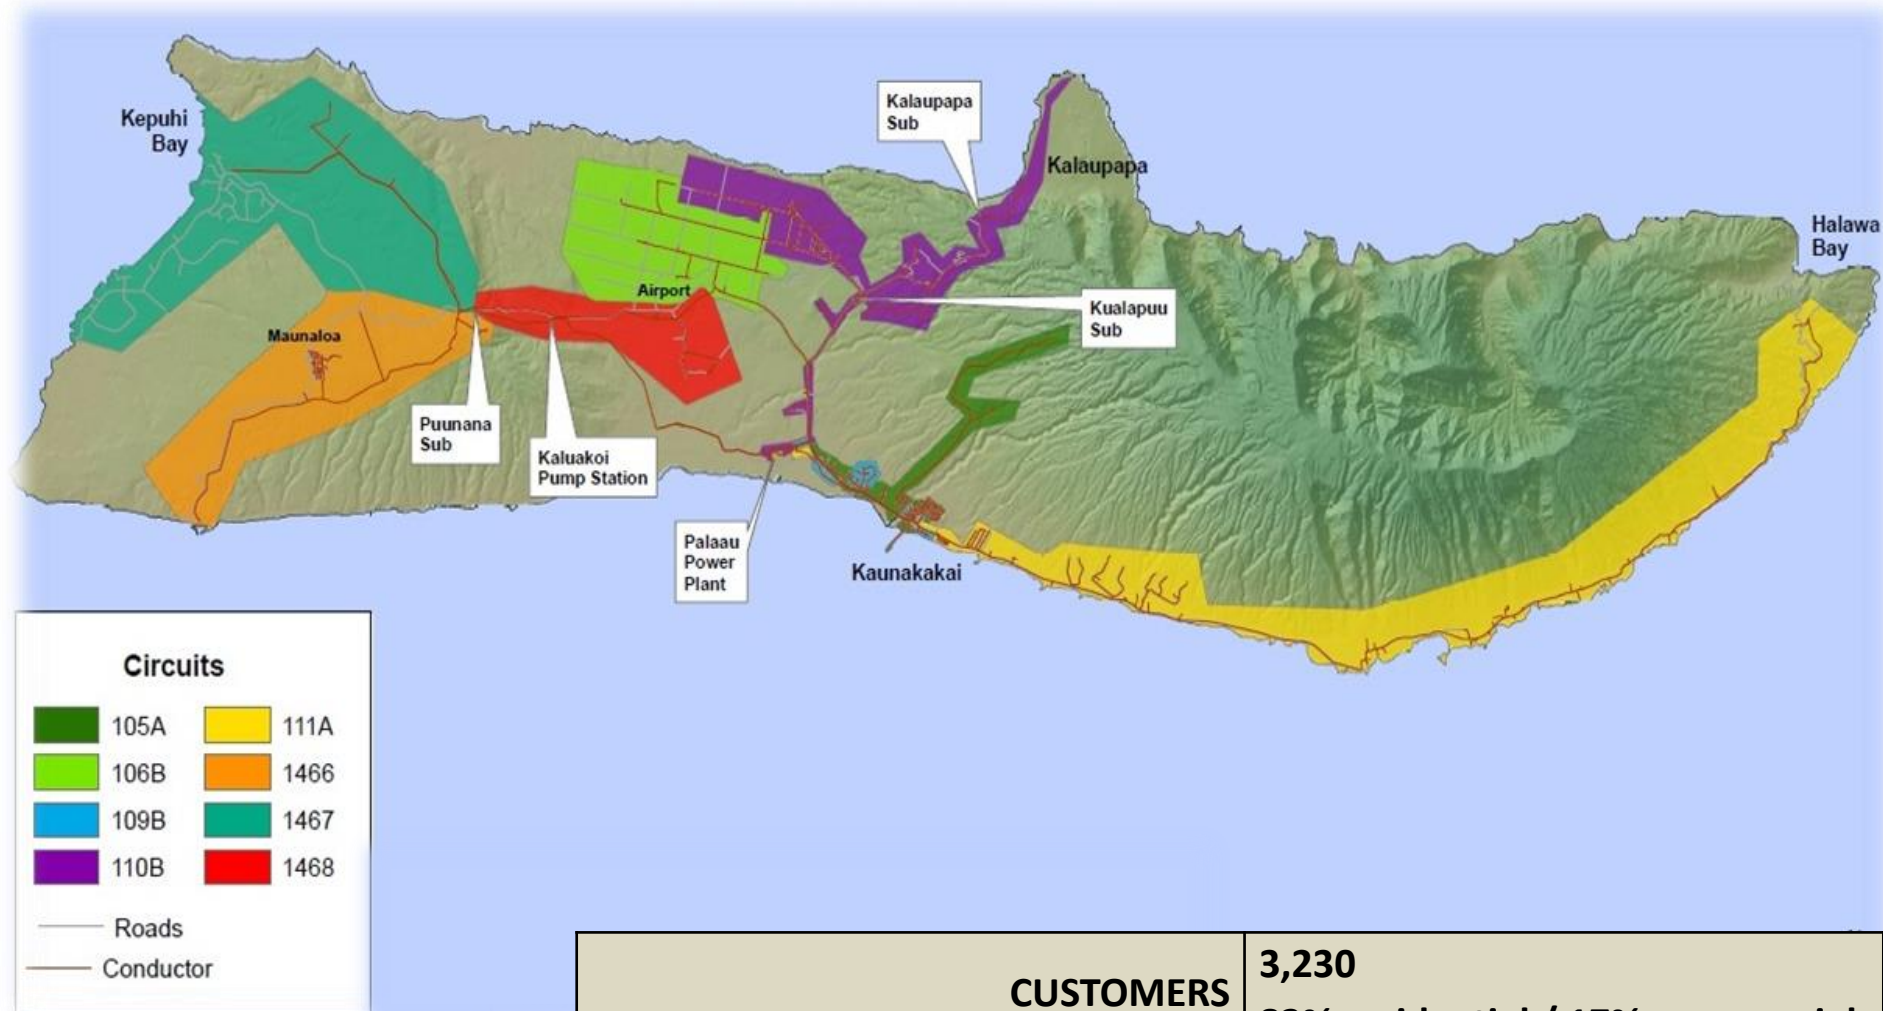 Kepuhi
Bay
Kalaupapa
Sub
Kalaupapa
Halawa
Bay
Airport
Kualapuu
Sub
Maunaloa
Puunana
Sub
Kaluakoi
Pump Station
Palaau
Power
Plant
Kaunakakai
Circuits
105A
111A
106B
1466
109B
1467
110B
1468
Roads
Conductor
CUSTOMERS
3,230